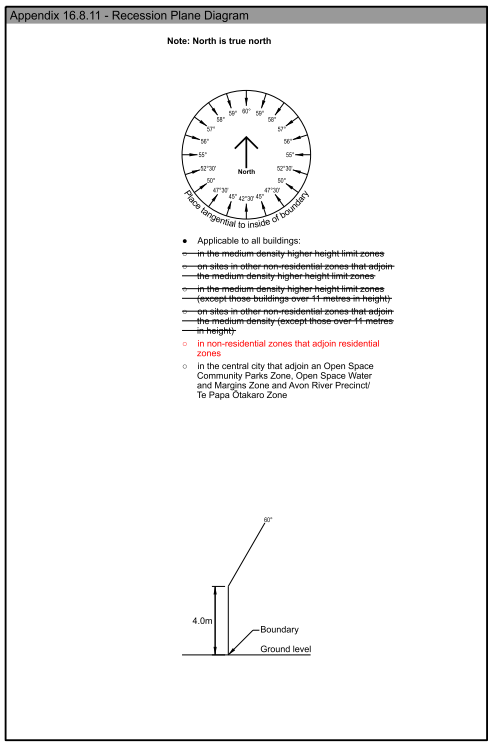 Appendix 16.8.11 - Recession Plane Diagram
Note: North is true north
60°
59° 59°
58° 58°
57° 57°
56° 56°
55° 55°
52°30' 52°30'
50° 50°
47°30' 47°30'
45° 42°30' 45°
North
Place tangential to inside of boundary
● Applicable to all buildings:
○ in the medium density higher height limit zones
○ on sites in other non-residential zones that adjoin
the medium density higher height limit zones
○ in the medium density higher height limit zones
(except those buildings over 11 metres in height)
○ on sites in other non-residential zones that adjoin
the medium density (except those over 11 metres
in height)
○ in non-residential zones that adjoin residential
zones
○ in the central city that adjoin an Open Space
Community Parks Zone, Open Space Water
and Margins Zone and Avon River Precinct/
Te Papa Ōtakaro Zone
60°
4.0m
Boundary
Ground level